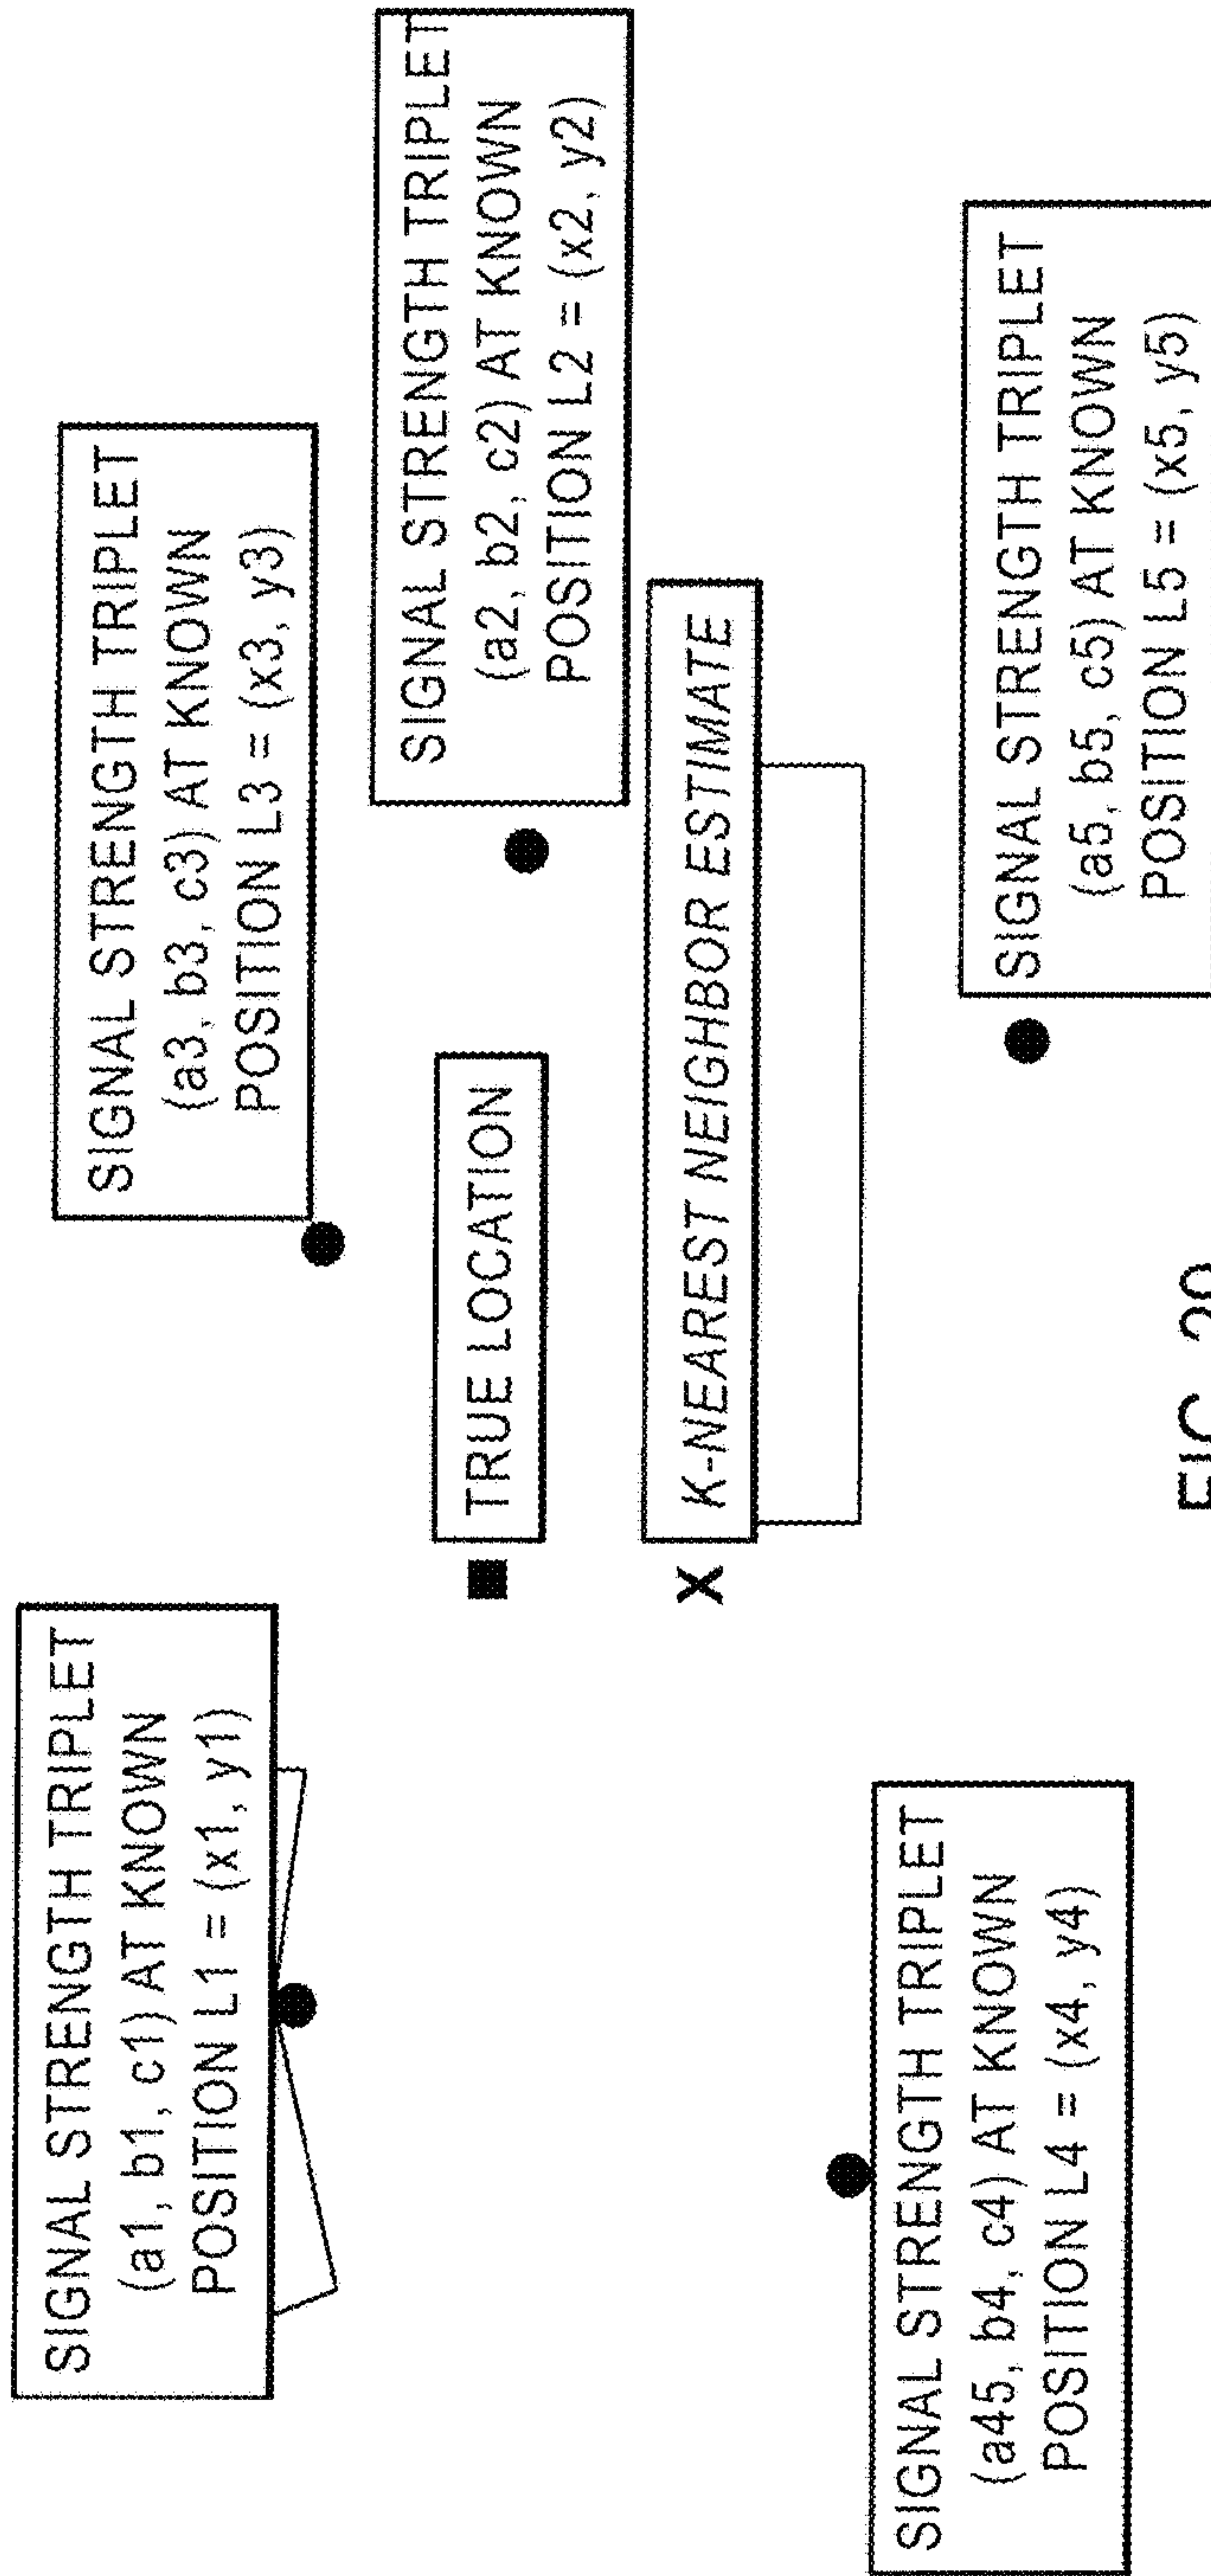 SIGNAL STRENGTH TRIPLET
(a1, b1, c1) AT KNOWN
POSITION L1 = (x1, y1)
SIGNAL STRENGTH TRIPLET
(a3, b3, c3) AT KNOWN
POSITION L3 = (x3, y3)
SIGNAL STRENGTH TRIPLET
(a2, b2, c2) AT KNOWN
POSITION L2 = (x2, y2)
TRUE LOCATION
X K-NEAREST NEIGHBOR ESTIMATE
SIGNAL STRENGTH TRIPLET
(a45, b4, c4) AT KNOWN
POSITION L4 = (x4, y4)
SIGNAL STRENGTH TRIPLET
(a5, b5, c5) AT KNOWN
POSITION L5 = (x5, y5)
FIG.